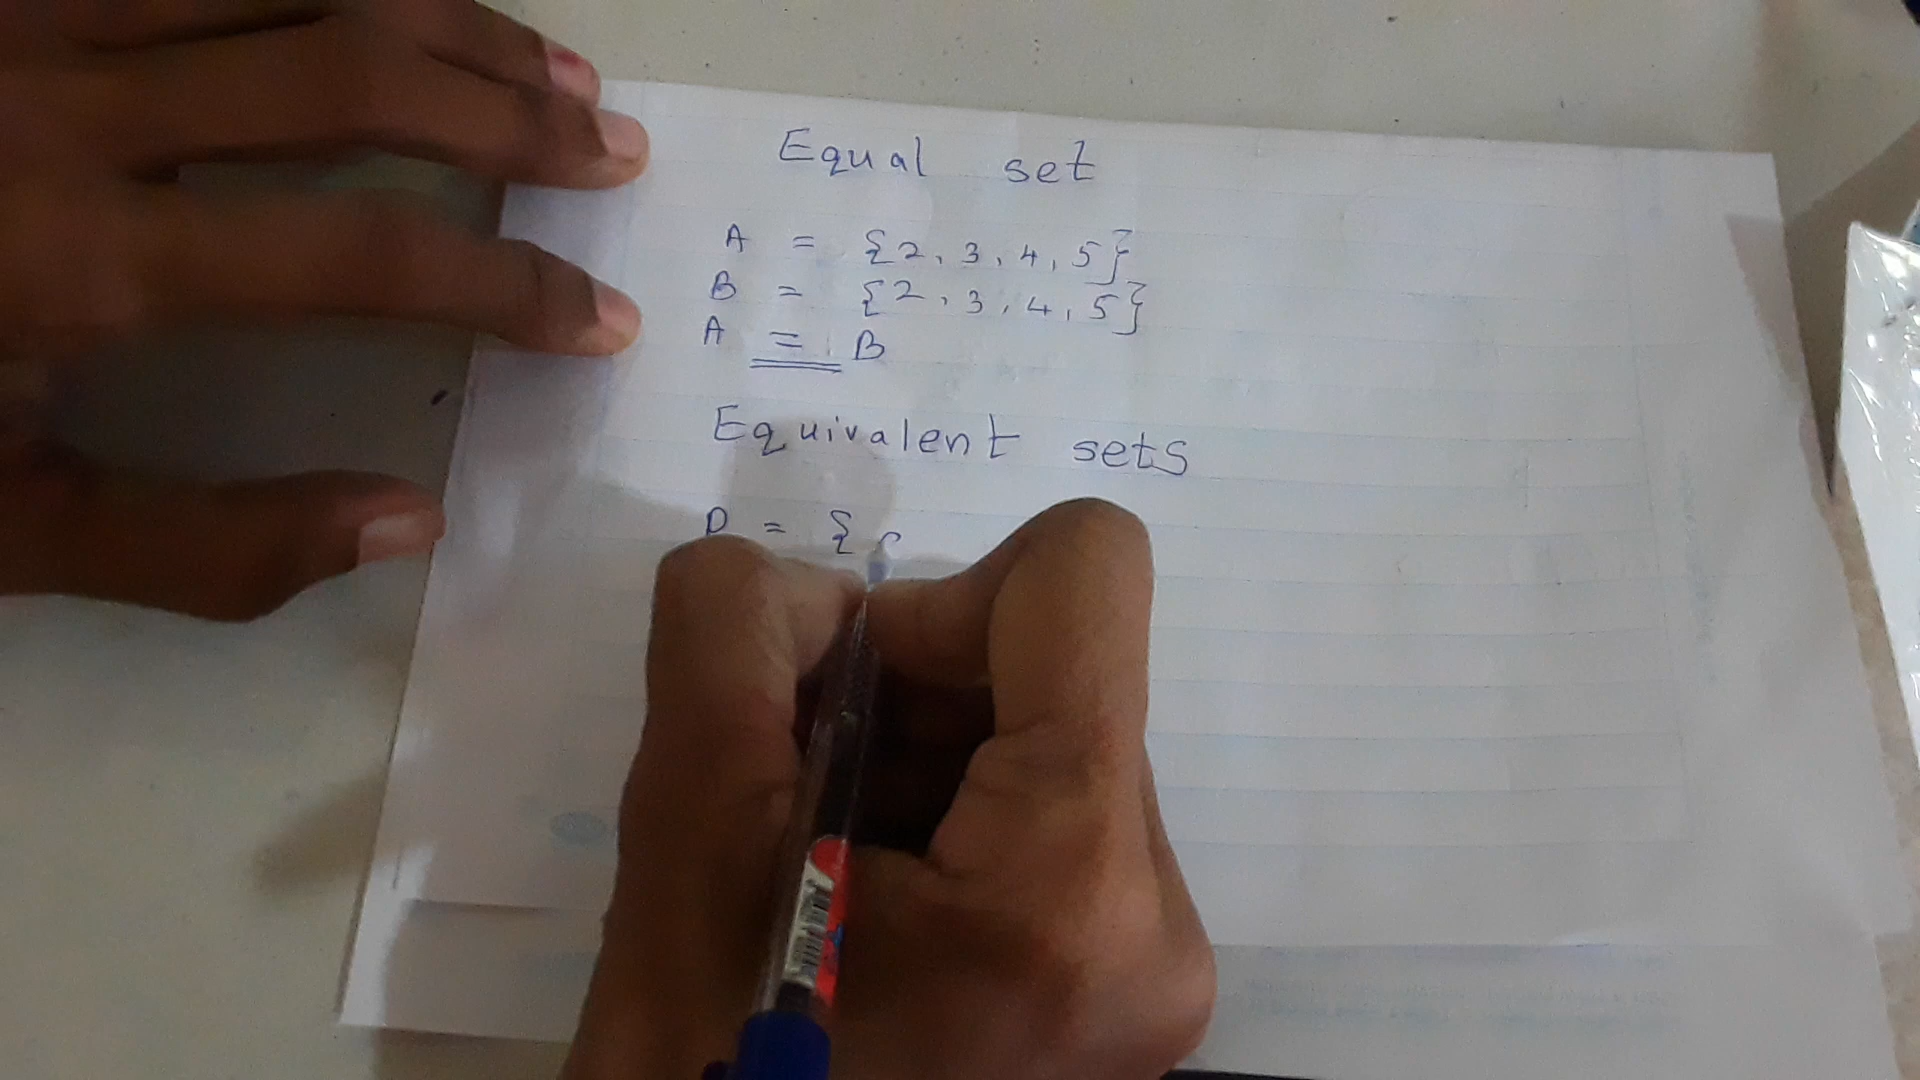 Equal set
A = {2, 3, 4, 5}
B = {2, 3, 4, 5}
A = B
Equivalent sets
= {